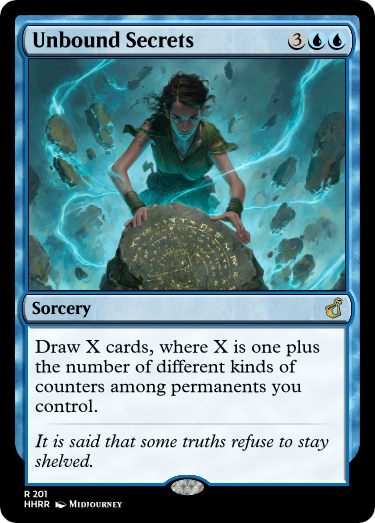 Unbound Secrets 3
Sorcery
Draw X cards, where X is one plus
the number of different kinds of
counters among permanents you
control.
It is said that some truths refuse to stay
shelved.
R 201
HHRR Midjourney